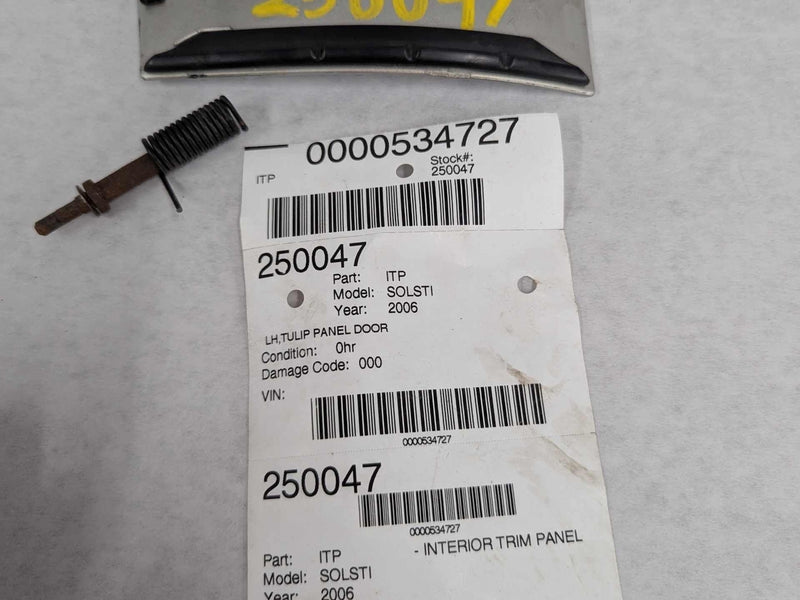 250047
0000534727
ITP
Stock#:
250047
250047
Part: ITP
Model: SOLSTI
Year: 2006
LH,TULIP PANEL DOOR
Condition: 0hr
Damage Code: 000
VIN:
0000534727
250047
0000534727
Part: ITP - INTERIOR TRIM PANEL
Model: SOLSTI
Year: 2006